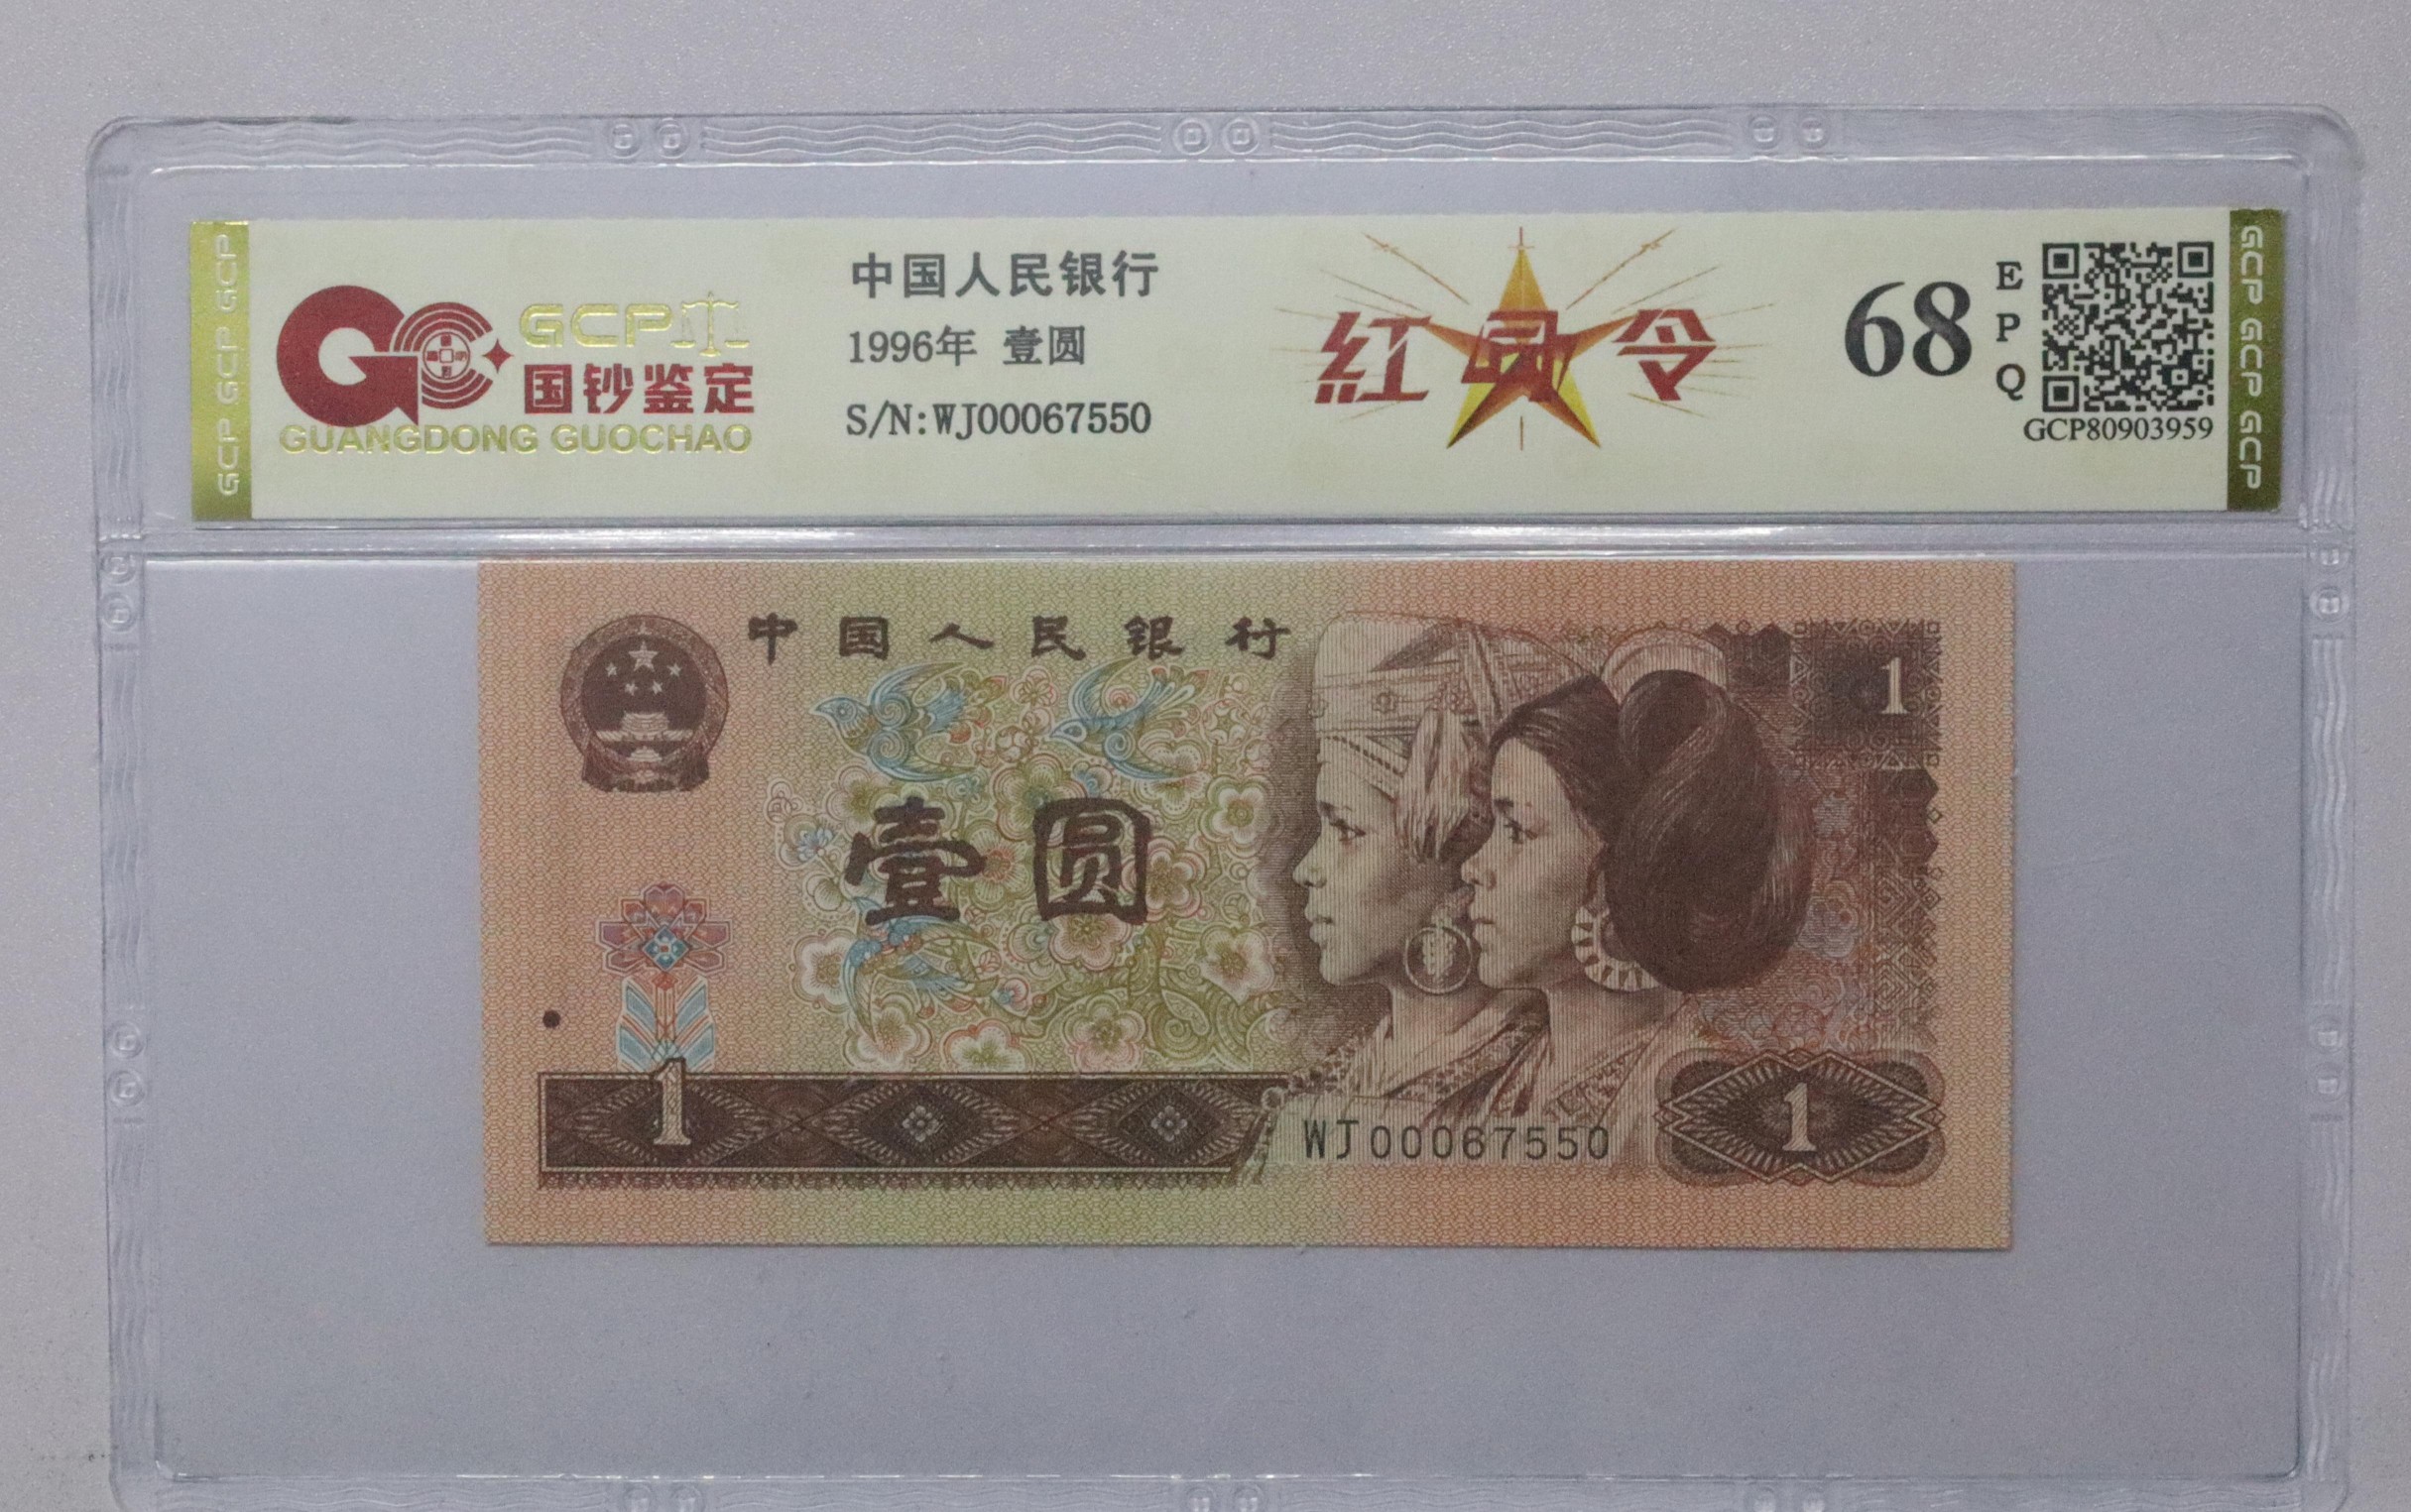 GCP GCP GCP
GCP
国钞鉴定
GUANGDONG GUOCHAO
中国人民银行
1996年 壹圆
S/N:WJ00067550
紅 令
68
E
P
Q
GCP80903959
GCP GCP GCP
中国人民银行
1
壹圆
1
WJ00067550
1